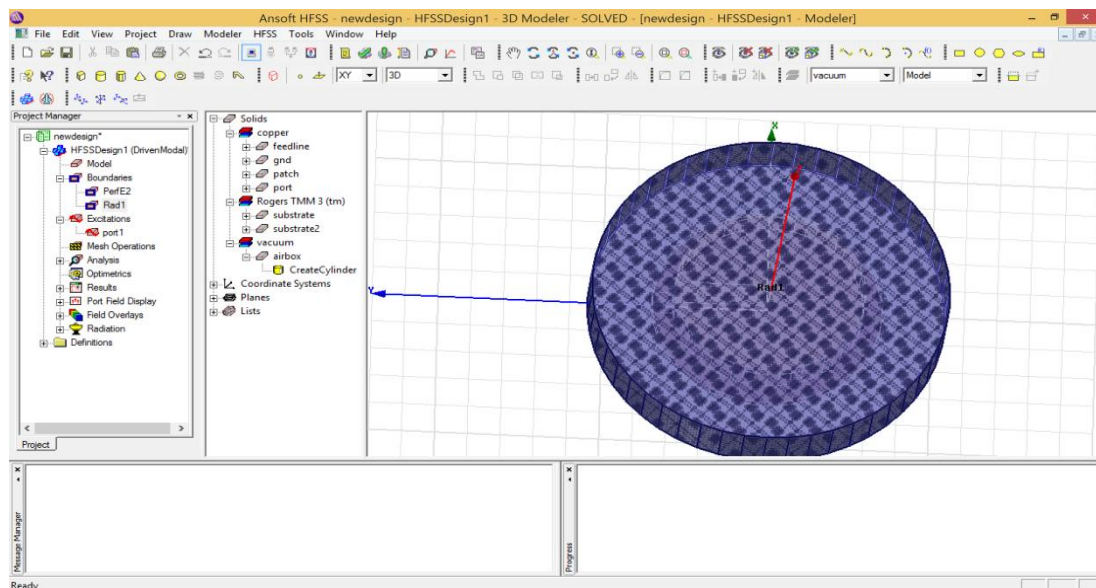 Ansoft HFSS - newdesign - HFSSDesign1 - 3D Modeler - SOLVED - [newdesign - HFSSDesign1 - Modeler]
File Edit View Project Draw Modeler HFSS Tools Window Help
XY 3D vacuum Model
Project Manager
newdesign*
HFSSDesign1 (DrivenModal)
Model
Boundaries
PerfE2
Rad1
Excitations
port1
Mesh Operations
Analysis
Optimetrics
Results
Port Field Display
Field Overlays
Radiation
Definitions
Project
Solids
copper
feedline
gnd
patch
port
Rogers TMM 3 (tm)
substrate
substrate2
vacuum
airbox
CreateCylinder
Coordinate Systems
Planes
Lists
X
Y
Rad1
Message Manager
Progress
Ready